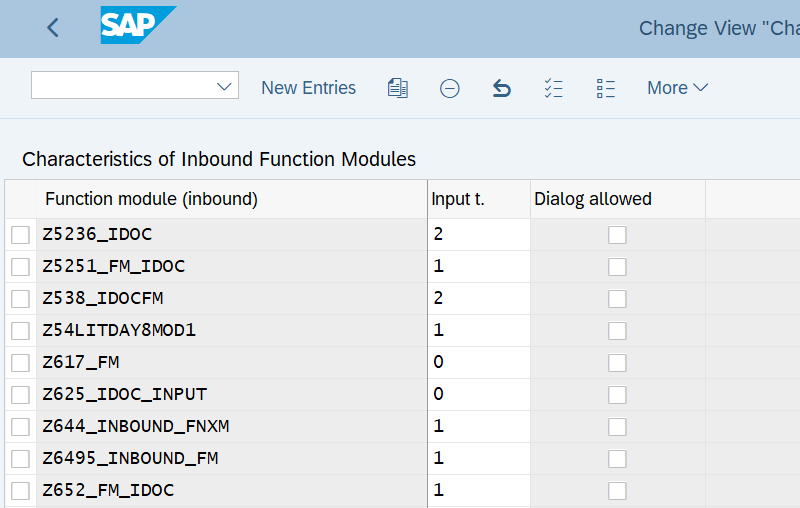 SAP
Change View "Cha
New Entries
More
Characteristics of Inbound Function Modules
Function module (inbound) Input t. Dialog allowed
Z5236_IDOC 2
Z5251_FM_IDOC 1
Z538_IDOCFM 2
Z54LITDAY8MOD1 1
Z617_FM 0
Z625_IDOC_INPUT 0
Z644_INBOUND_FNXM 1
Z6495_INBOUND_FM 1
Z652_FM_IDOC 1